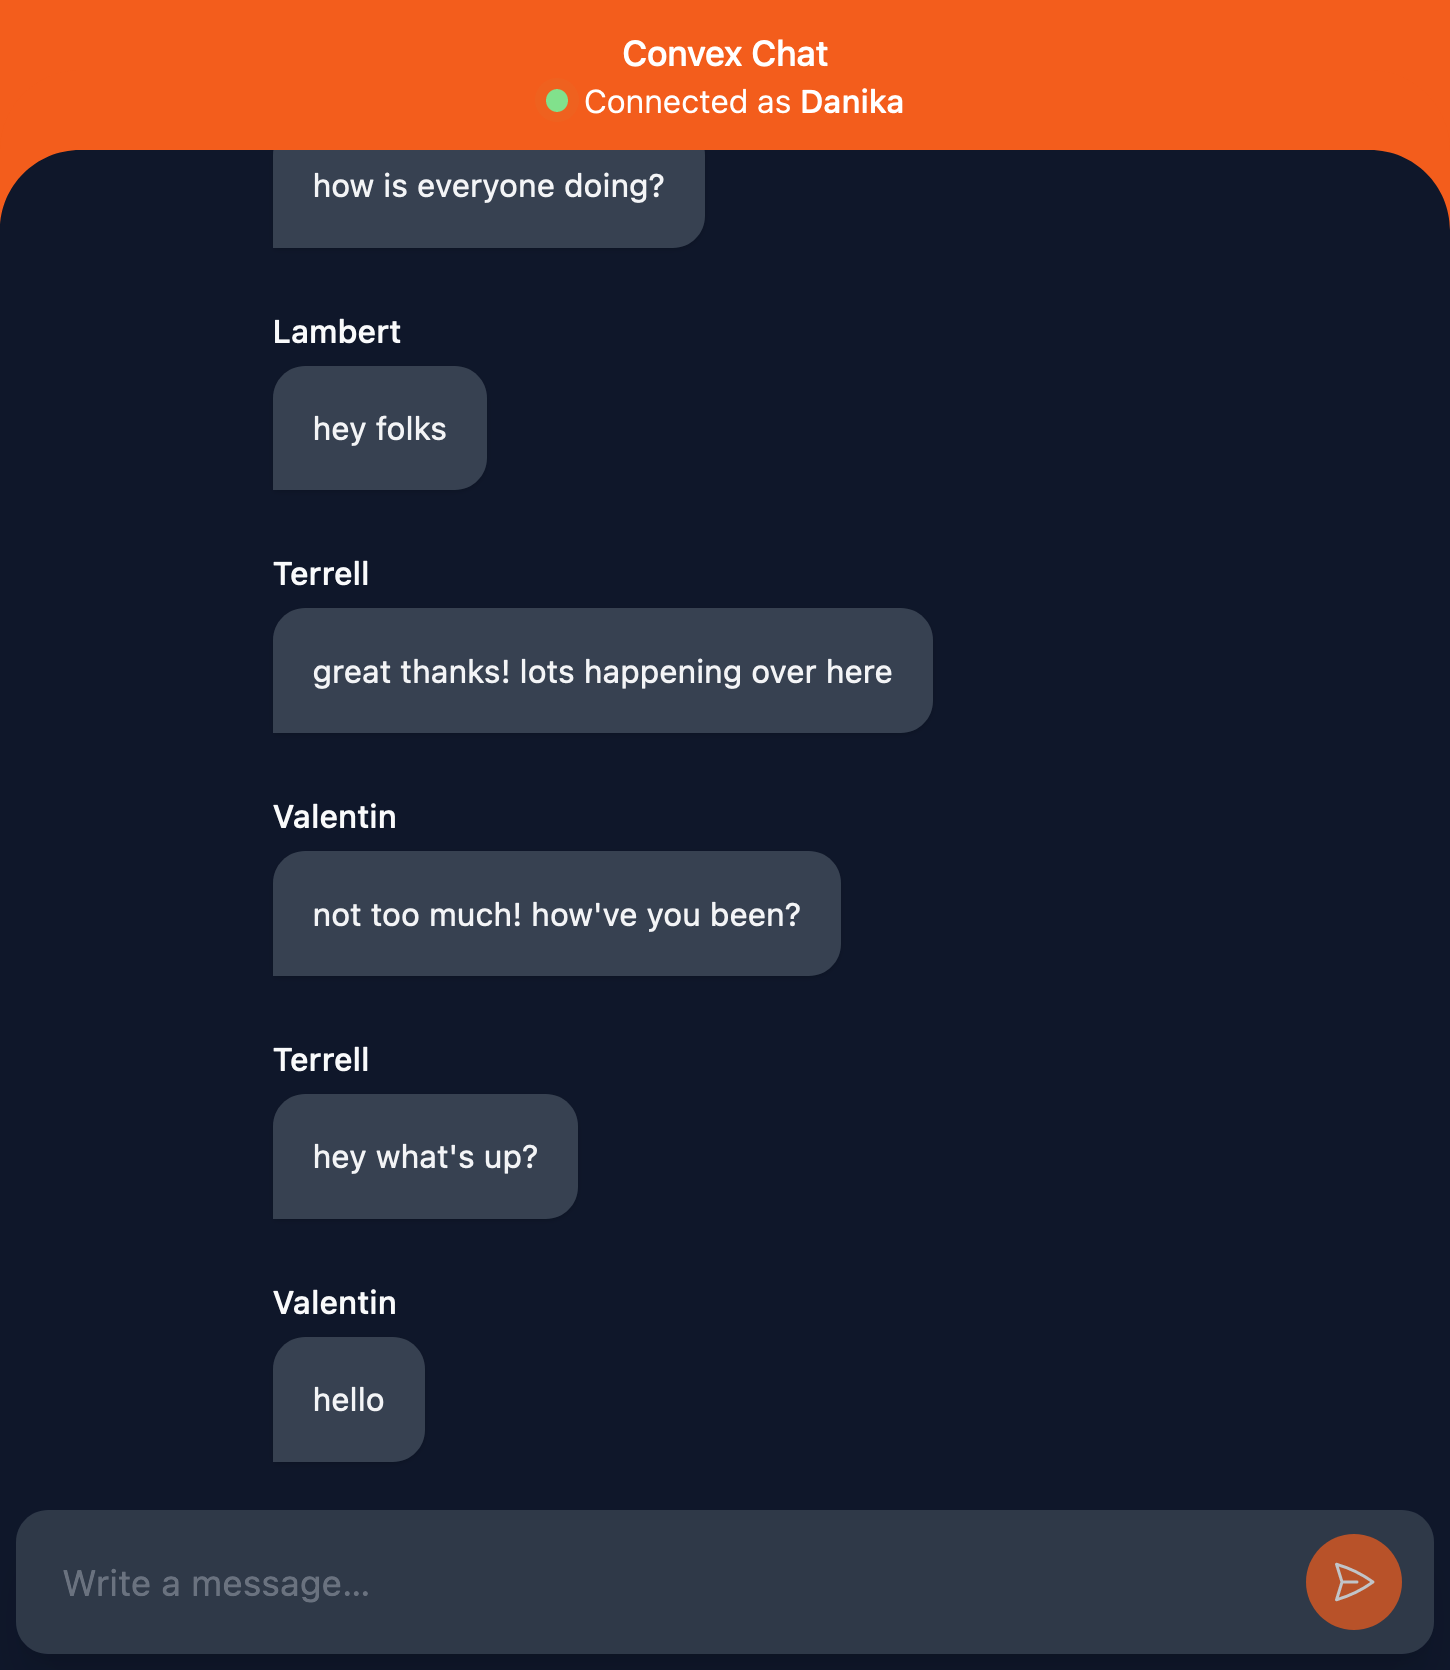 Convex Chat
Connected as Danika
how is everyone doing?
Lambert
hey folks
Terrell
great thanks! lots happening over here
Valentin
not too much! how've you been?
Terrell
hey what's up?
Valentin
hello
Write a message...